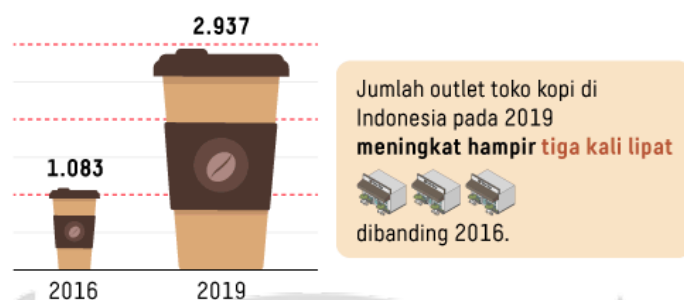 2.937
1.083
2016
2019
Jumlah outlet toko kopi di
Indonesia pada 2019
meningkat hampir tiga kali lipat
dibanding 2016.